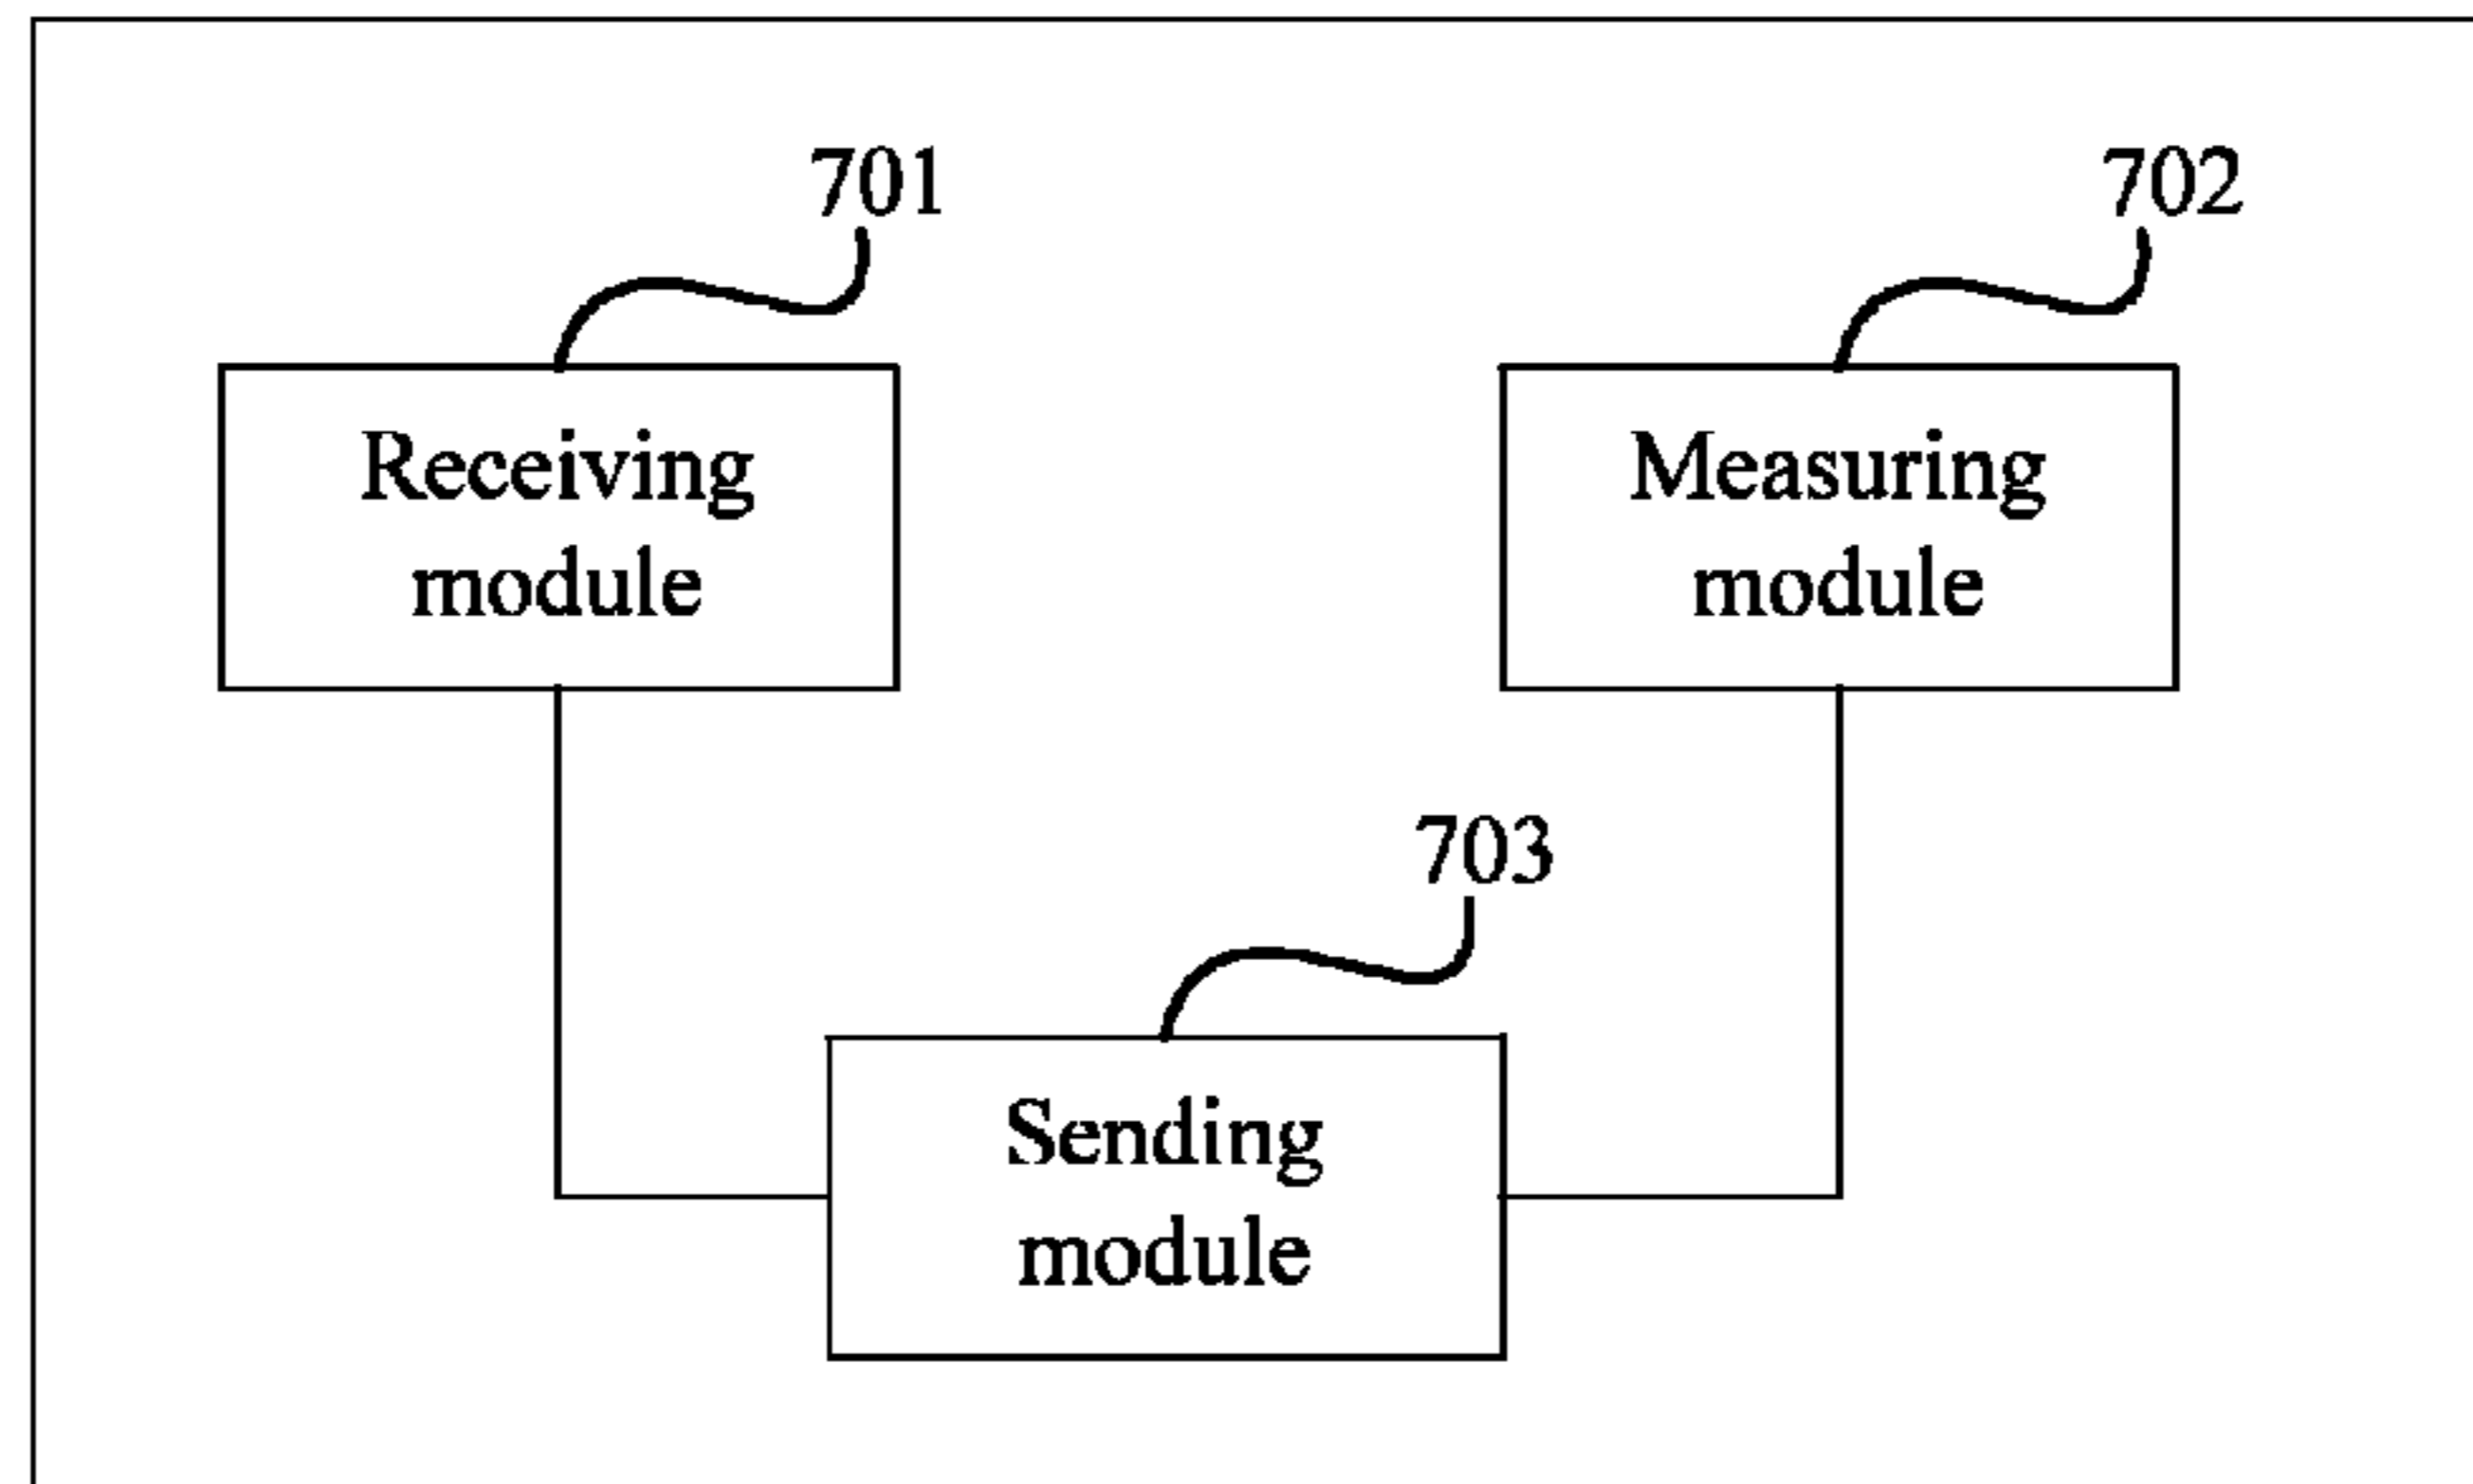 701
702
Receiving
module
Measuring
module
703
Sending
module